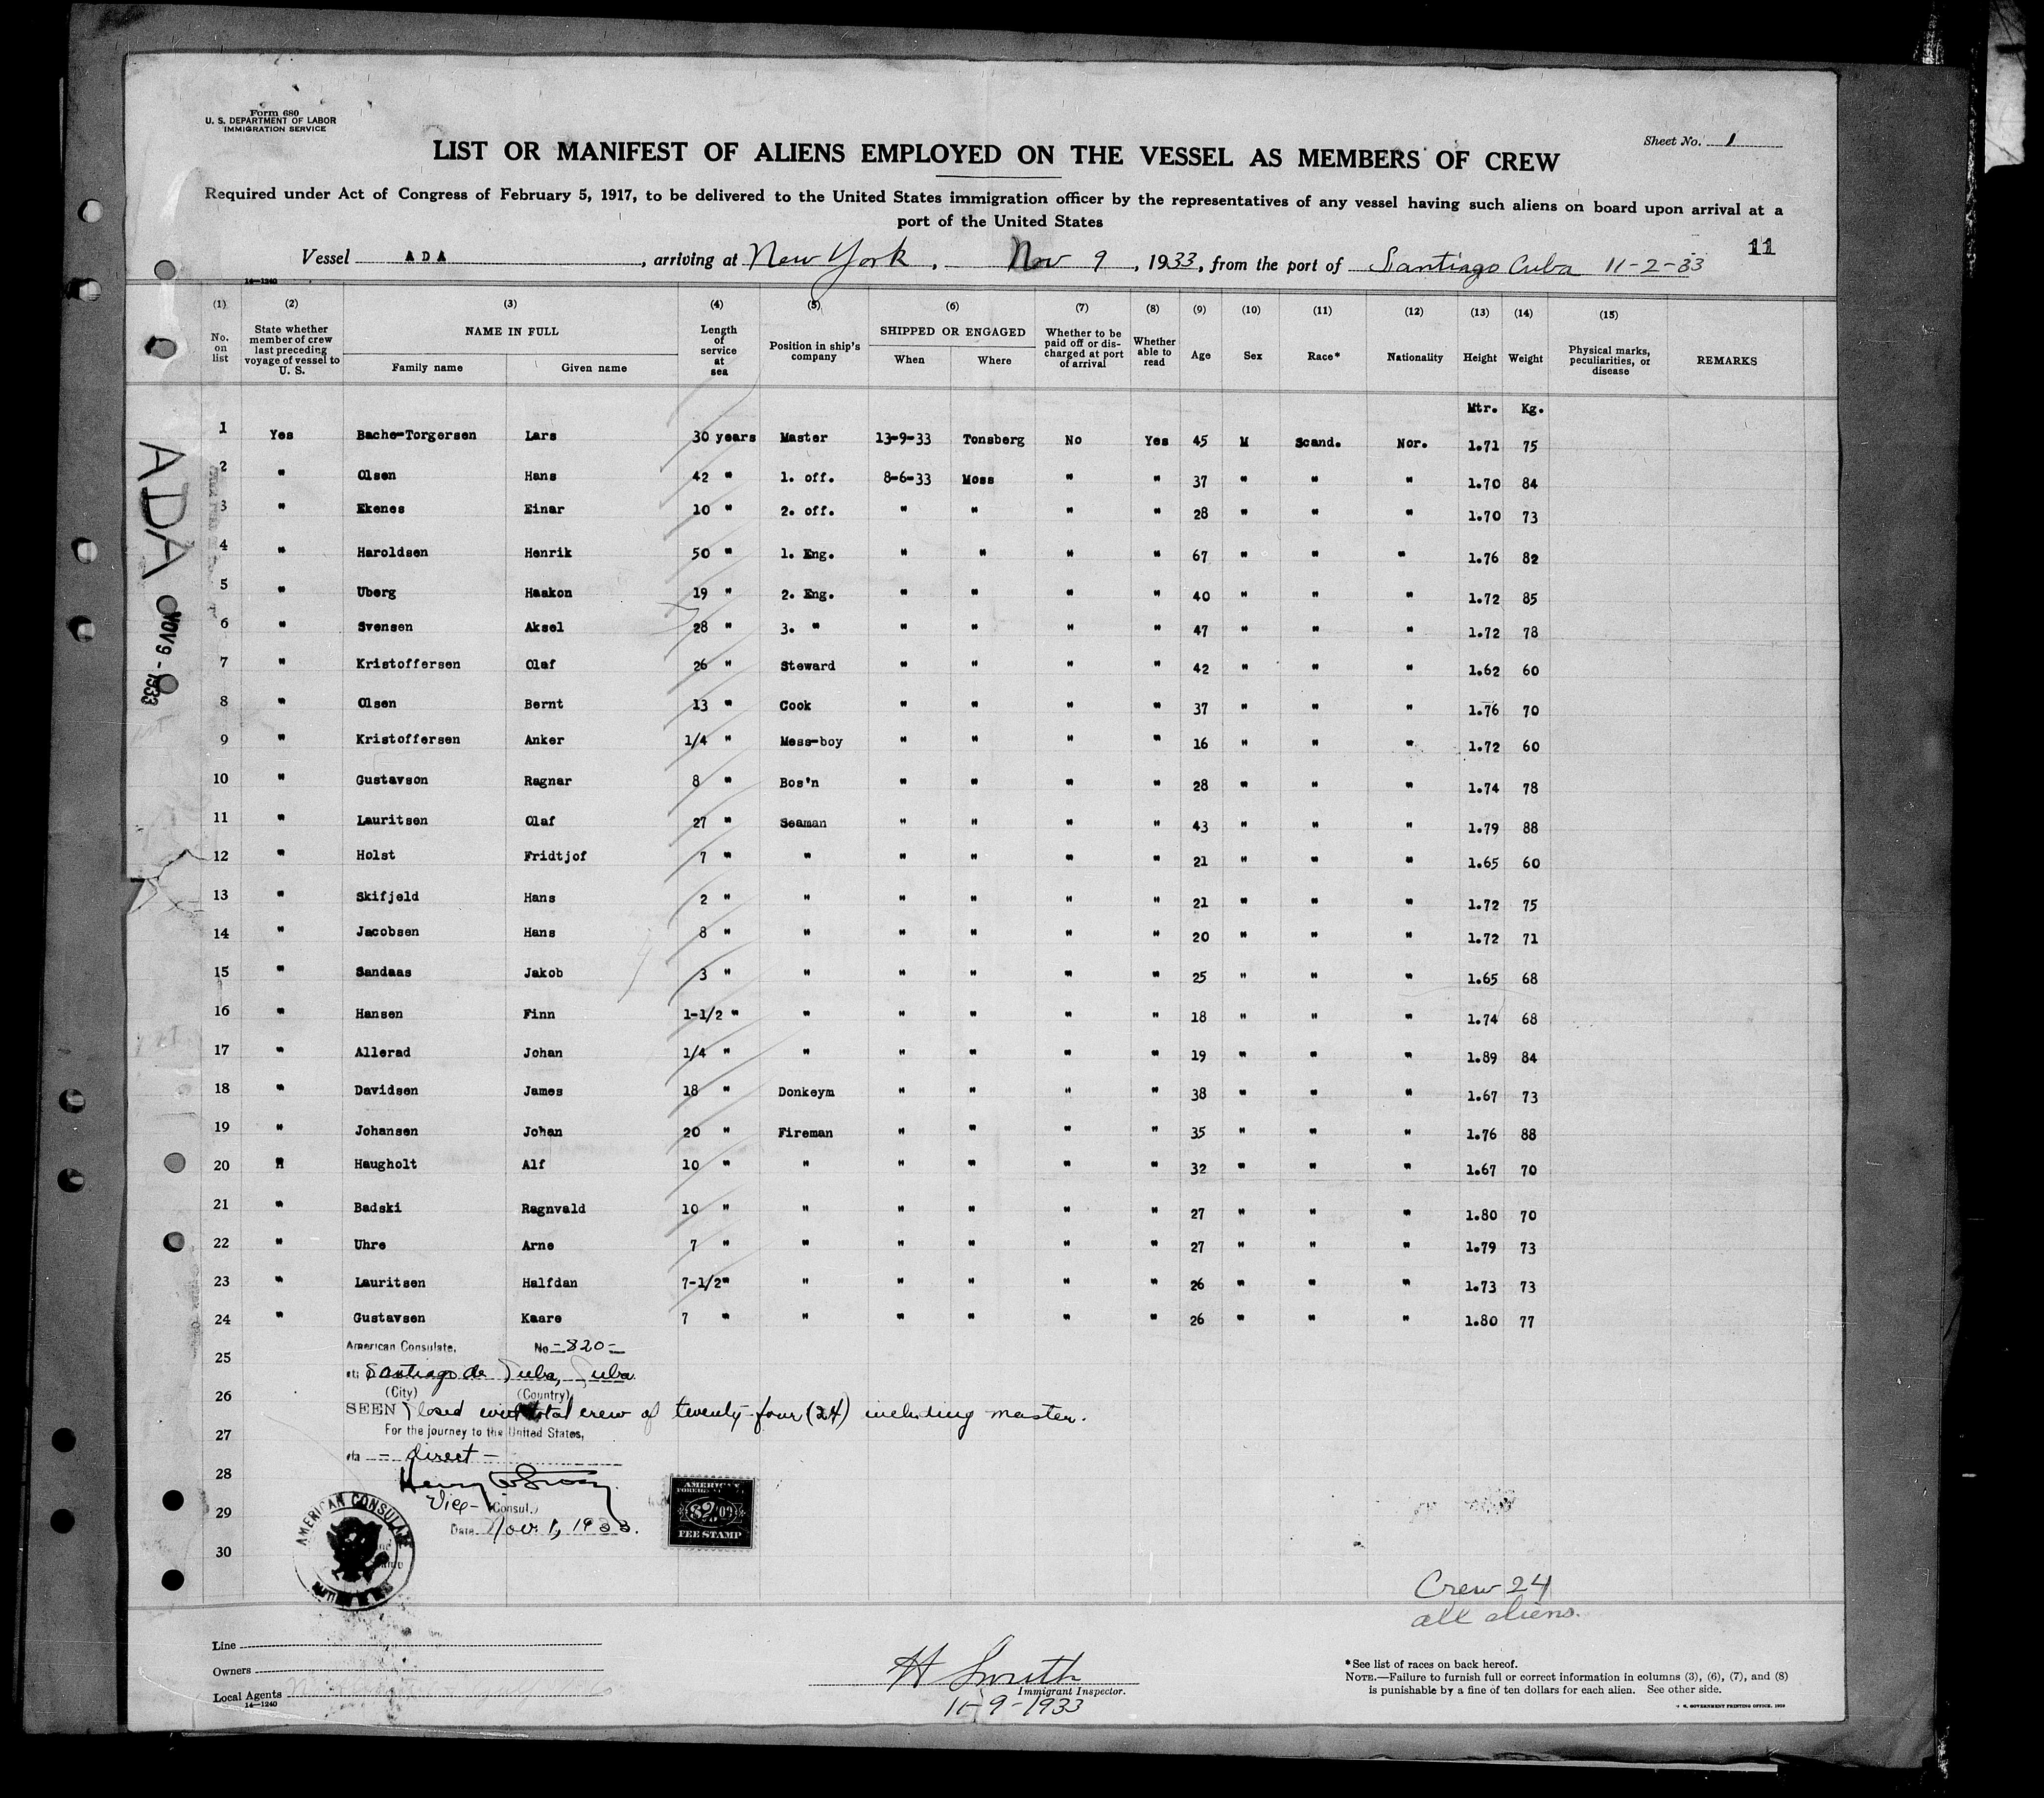 Form 680
U. S. DEPARTMENT OF LABOR
IMMIGRATION SERVICE
Sheet No. 1
LIST OR MANIFEST OF ALIENS EMPLOYED ON THE VESSEL AS MEMBERS OF CREW
Required under Act of Congress of February 5, 1917, to be delivered to the United States immigration officer by the representatives of any vessel having such aliens on board upon arrival at a
port of the United States
11
Vessel ADA, arriving at New York, Nov 9, 1933, from the port of Santiago Cuba 11-2-33
14—1240
(1) (2) (3) (4) (5) (6) (7) (8) (9) (10) (11) (12) (13) (14) (15)
No. on list State whether member of crew last preceding voyage of vessel to U. S. NAME IN FULL Family name Given name Length of service at sea Position in ship's company SHIPPED OR ENGAGED When Where Whether to be paid off or discharged at port of arrival Whether able to read Age Sex Race* Nationality Height Weight Physical marks, peculiarities, or disease REMARKS
Mtr. Kg.
1 Yes Bache-Torgersen Lars 30 years Master 13-9-33 Tonsberg No Yes 45 M Scand. Nor. 1.71 75
2 " Olsen Hans 42 " 1. off. 8-6-33 Moss " " 37 " " " 1.70 84
3 " Ekenes Einar 10 " 2. off. " " " " 28 " " " 1.70 73
4 " Haroldsen Henrik 50 " 1. Eng. " " " " 67 " " " 1.76 82
5 " Uberg Haakon 19 " 2. Eng. " " " " 40 " " " 1.72 85
6 " Svensen Aksel 28 " 3. " " " " " 47 " " " 1.72 78
7 " Kristoffersen Olaf 26 " Steward " " " " 42 " " " 1.62 60
8 " Olsen Bernt 13 " Cook " " " " 37 " " " 1.76 70
9 " Kristoffersen Anker 1/4 " Mess-boy " " " " 16 " " " 1.72 60
10 " Gustavson Ragnar 8 " Bos'n " " " " 28 " " " 1.74 78
11 " Lauritsen Olaf 27 " Seaman " " " " 43 " " " 1.79 88
12 " Holst Fridtjof 7 " " " " " " 21 " " " 1.65 60
13 " Skifjeld Hans 2 " " " " " " 21 " " " 1.72 75
14 " Jacobsen Hans 8 " " " " " " 20 " " " 1.72 71
15 " Sandaas Jakob 3 " " " " " " 25 " " " 1.65 68
16 " Hansen Finn 1-1/2 " " " " " " 18 " " " 1.74 68
17 " Allerad Johan 1/4 " " " " " " 19 " " " 1.89 84
18 " Davidsen James 18 " Donkeym " " " " 38 " " " 1.67 73
19 " Johansen Johan 20 " Fireman " " " " 35 " " " 1.76 88
20 " Haugholt Alf 10 " " " " " " 32 " " " 1.67 70
21 " Badski Ragnvald 10 " " " " " " 27 " " " 1.80 70
22 " Uhre Arne 7 " " " " " " 27 " " " 1.79 73
23 " Lauritsen Halfdan 7-1/2 " " " " " " 26 " " " 1.73 73
24 " Gustavsen Kaare 7 " " " " " " 26 " " " 1.80 77
25
26
27
28
29
30
American Consulate, No -820-
at: Santiago de Cuba, Cuba
(City) (Country)
SEEN Closed with total crew of twenty-four (24) including master.
For the journey to the United States,
via - direct -
Vice- Consul.
Date Nov. 1, 1933.
AMERICAN CONSULATE
AMERICAN FOREIGN SERVICE
$2.00
FEE STAMP
ADA
NOV 9 - 1933
Crew 24
all aliens.
Line
Owners
Local Agents
14—1240
H Smith
Immigrant Inspector.
11-9-1933
*See list of races on back hereof.
NOTE.—Failure to furnish full or correct information in columns (3), (6), (7), and (8)
is punishable by a fine of ten dollars for each alien. See other side.
U. S. GOVERNMENT PRINTING OFFICE